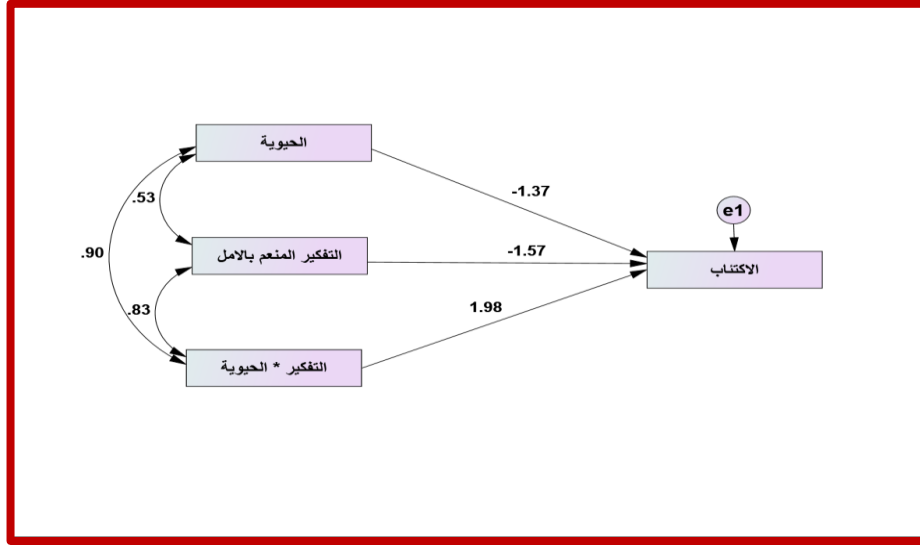 الحيوية
-1.37
.53
e1
.90
التفكير المنعم بالامل
-1.57
الاكتئاب
.83
1.98
التفكير * الحيوية